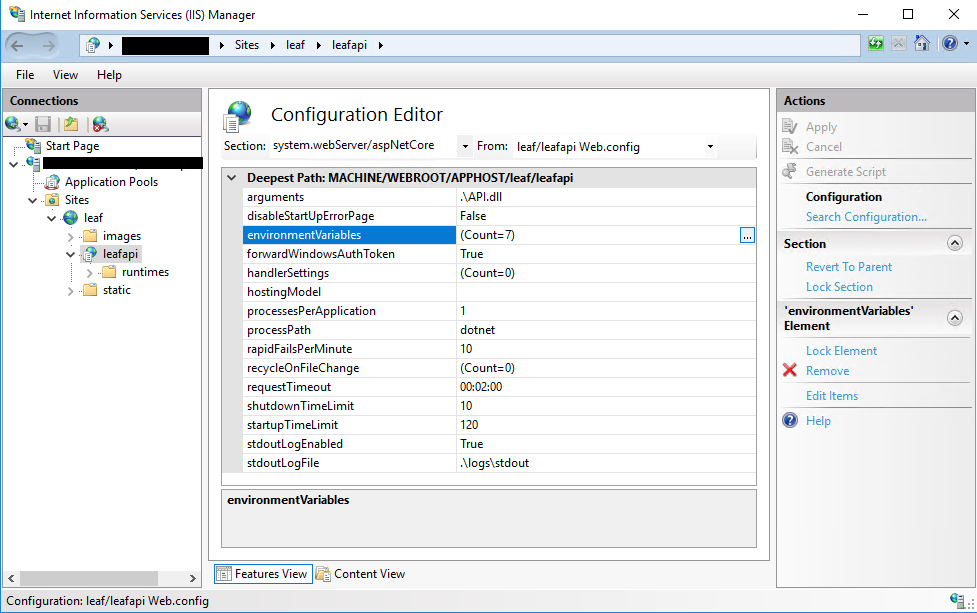 Internet Information Services (IIS) Manager
Sites leaf leafapi
File View Help
Connections
Start Page
Application Pools
Sites
leaf
images
leafapi
runtimes
static
Configuration Editor
Section: system.webServer/aspNetCore From: leaf/leafapi Web.config
Deepest Path: MACHINE/WEBROOT/APPHOST/leaf/leafapi
arguments .\API.dll
disableStartUpErrorPage False
environmentVariables (Count=7) ...
forwardWindowsAuthToken True
handlerSettings (Count=0)
hostingModel
processesPerApplication 1
processPath dotnet
rapidFailsPerMinute 10
recycleOnFileChange (Count=0)
requestTimeout 00:02:00
shutdownTimeLimit 10
startupTimeLimit 120
stdoutLogEnabled True
stdoutLogFile .\logs\stdout
environmentVariables
Features View Content View
Actions
Apply
Cancel
Generate Script
Configuration
Search Configuration...
Section
Revert To Parent
Lock Section
'environmentVariables'
Element
Lock Element
Remove
Edit Items
Help
Configuration: leaf/leafapi Web.config